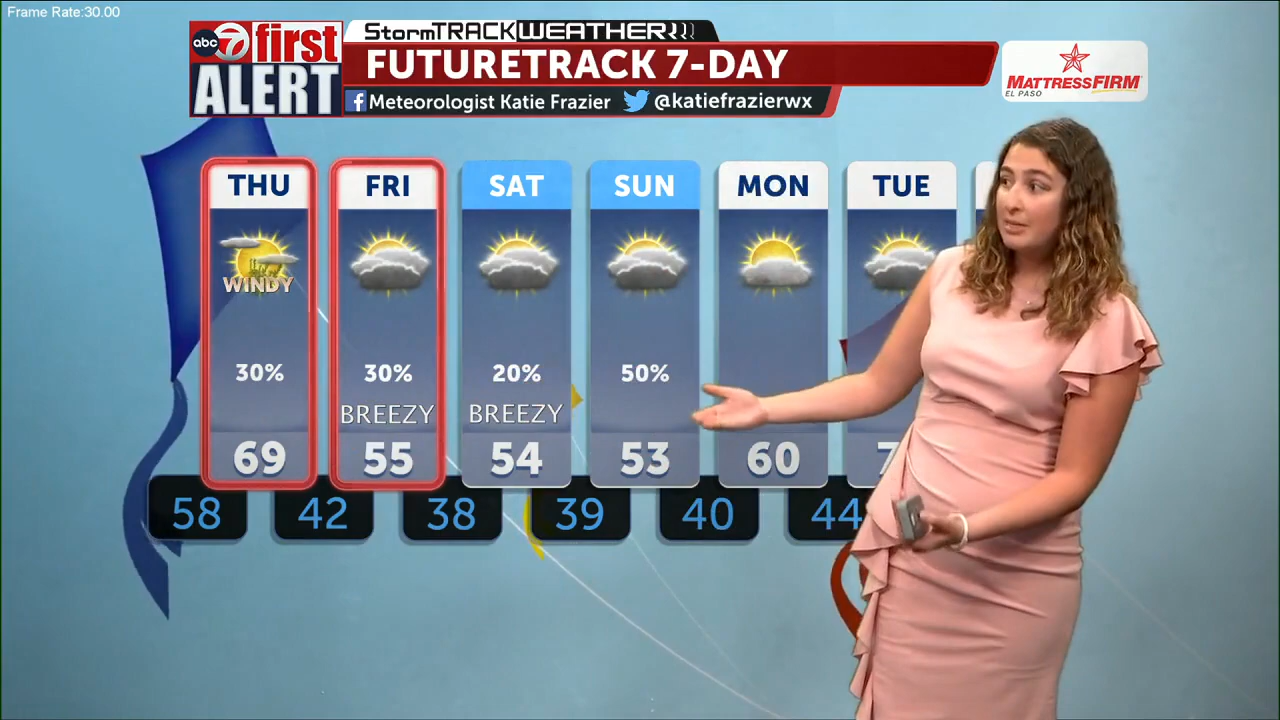 Frame Rate:30.00
StormTRACKWEATHER
abc 7 first
ALERT
FUTURETRACK 7-DAY
Meteorologist Katie Frazier @katiefrazierwx
MATTRESSFIRM
EL PASO
THU FRI SAT SUN MON TUE
WINDY
30% 30% 20% 50%
BREEZY BREEZY
69 55 54 53 60
58 42 38 39 40 44